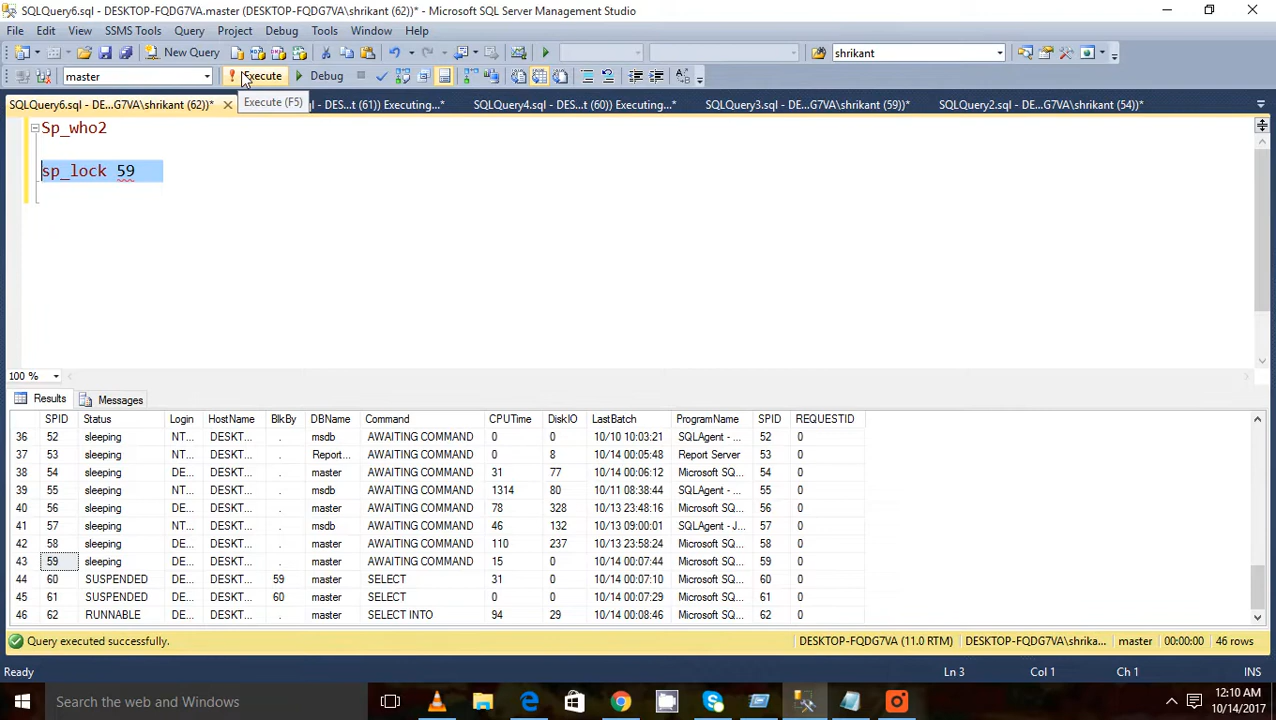 SQLQuery6.sql - DESKTOP-FQDG7VA.master (DESKTOP-FQDG7VA\shrikant (62))* - Microsoft SQL Server Management Studio
File Edit View SSMS Tools Query Project Debug Tools Window Help
New Query shrikant
master Execute Debug
SQLQuery6.sql - DE...G7VA\shrikant (62))* l - DES...t (61)) Executing...* SQLQuery4.sql - DES...t (60)) Executing...* SQLQuery3.sql - DE...G7VA\shrikant (59))* SQLQuery2.sql - DE...G7VA\shrikant (54))*
Execute (F5)
Sp_who2
sp_lock 59
100 %
Results Messages
SPID Status Login HostName BlkBy DBName Command CPUTime DiskIO LastBatch ProgramName SPID REQUESTID
36 52 sleeping NT... DESKT... . msdb AWAITING COMMAND 0 0 10/10 10:03:21 SQLAgent - ... 52 0
37 53 sleeping NT... DESKT... . Report... AWAITING COMMAND 0 8 10/14 00:05:48 Report Server 53 0
38 54 sleeping DE... DESKT... . master AWAITING COMMAND 31 77 10/14 00:06:12 Microsoft SQ... 54 0
39 55 sleeping NT... DESKT... . msdb AWAITING COMMAND 1314 80 10/11 08:38:44 SQLAgent - ... 55 0
40 56 sleeping DE... DESKT... . master AWAITING COMMAND 78 328 10/13 23:48:16 Microsoft SQ... 56 0
41 57 sleeping NT... DESKT... . msdb AWAITING COMMAND 46 132 10/13 09:00:01 SQLAgent - J... 57 0
42 58 sleeping DE... DESKT... . master AWAITING COMMAND 110 237 10/13 23:58:24 Microsoft SQ... 58 0
43 59 sleeping DE... DESKT... . master AWAITING COMMAND 15 0 10/14 00:07:44 Microsoft SQ... 59 0
44 60 SUSPENDED DE... DESKT... 59 master SELECT 31 0 10/14 00:07:10 Microsoft SQ... 60 0
45 61 SUSPENDED DE... DESKT... 60 master SELECT 0 0 10/14 00:07:29 Microsoft SQ... 61 0
46 62 RUNNABLE DE... DESKT... . master SELECT INTO 94 29 10/14 00:08:46 Microsoft SQ... 62 0
Query executed successfully. DESKTOP-FQDG7VA (11.0 RTM) DESKTOP-FQDG7VA\shrika... master 00:00:00 46 rows
Ready Ln 3 Col 1 Ch 1 INS
Search the web and Windows 12:10 AM
10/14/2017